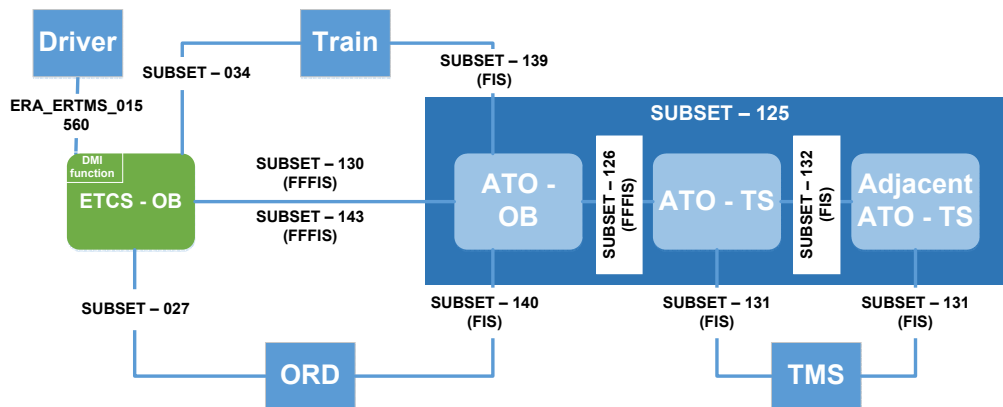 Driver
Train
SUBSET – 034
SUBSET – 139
(FIS)
ERA_ERTMS_015
560
SUBSET – 125
DMI
function
ETCS - OB
SUBSET – 130
(FFFIS)
SUBSET – 143
(FFFIS)
ATO -
OB
SUBSET – 126
(FFFIS)
ATO - TS
SUBSET – 132
(FIS)
Adjacent
ATO - TS
SUBSET – 027
SUBSET – 140
(FIS)
SUBSET – 131
(FIS)
SUBSET – 131
(FIS)
ORD
TMS